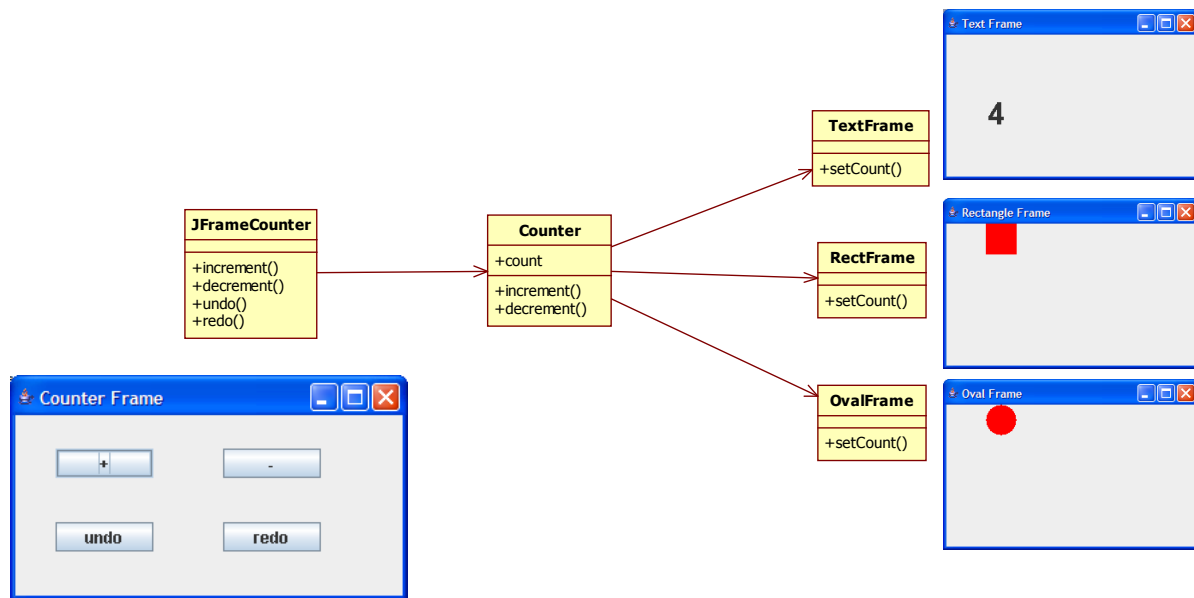 JFrameCounter
+increment()
+decrement()
+undo()
+redo()
Counter
+count
+increment()
+decrement()
TextFrame
+setCount()
RectFrame
+setCount()
OvalFrame
+setCount()
Text Frame
4
Rectangle Frame
Oval Frame
Counter Frame
+
-
undo
redo